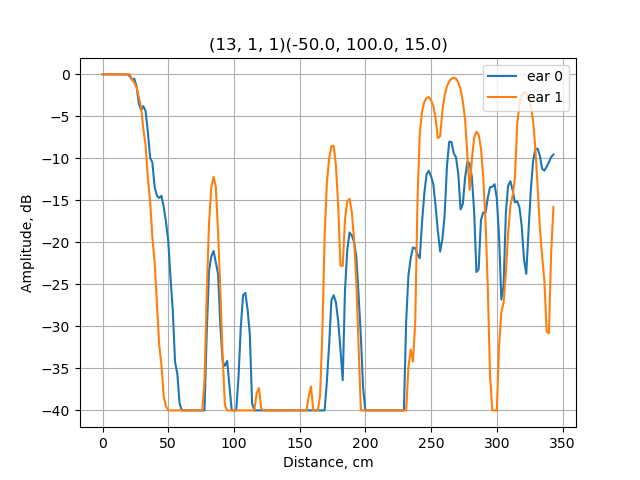 (13, 1, 1)(-50.0, 100.0, 15.0)
ear 0
ear 1
0
−5
−10
−15
−20
−25
−30
−35
−40
Amplitude, dB
0 50 100 150 200 250 300 350
Distance, cm